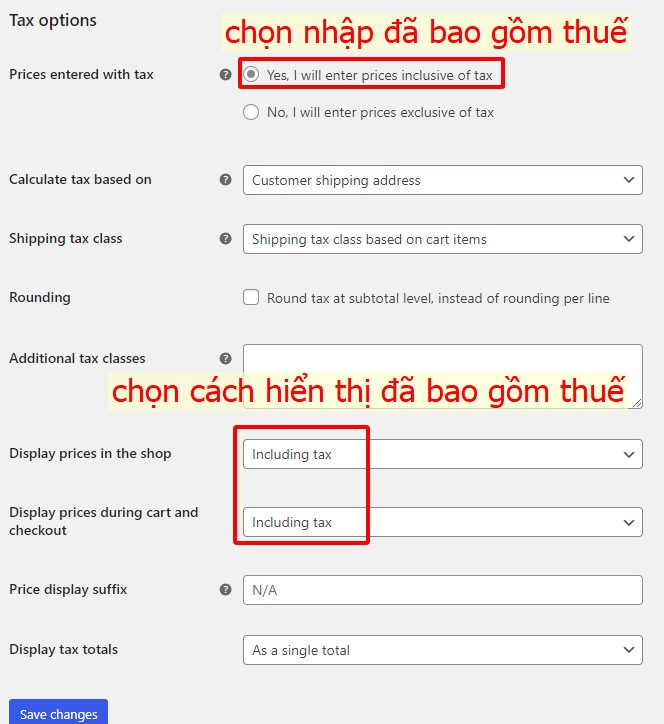 Tax options
chọn nhập đã bao gồm thuế
Prices entered with tax
Yes, I will enter prices inclusive of tax
No, I will enter prices exclusive of tax
Calculate tax based on
Customer shipping address
Shipping tax class
Shipping tax class based on cart items
Rounding
Round tax at subtotal level, instead of rounding per line
Additional tax classes
chọn cách hiển thị đã bao gồm thuế
Display prices in the shop
Including tax
Display prices during cart and
checkout
Including tax
Price display suffix
N/A
Display tax totals
As a single total
Save changes